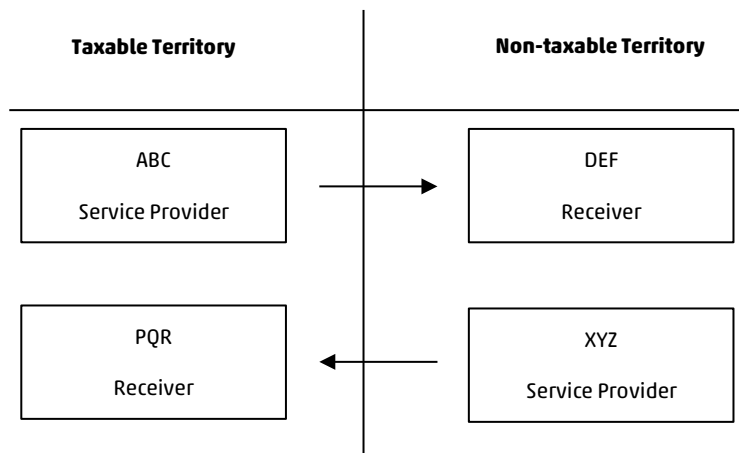 Taxable Territory
Non-taxable Territory
ABC
Service Provider
DEF
Receiver
PQR
Receiver
XYZ
Service Provider